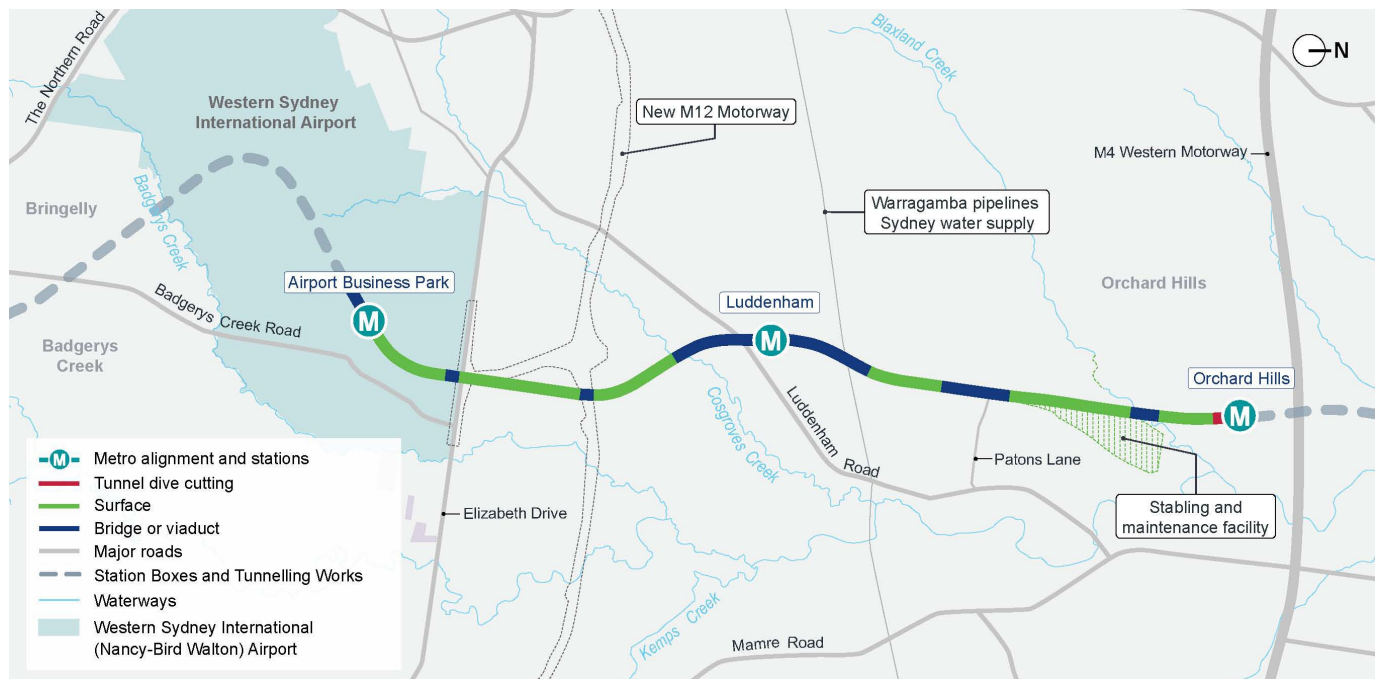 The Northern Road
Western Sydney
International Airport
New M12 Motorway
Blaxland Creek
N
M4 Western Motorway
Bringelly
Badgerys Creek
Warragamba pipelines
Sydney water supply
Orchard Hills
Airport Business Park
M
Badgerys Creek Road
Badgerys
Creek
Luddenham
M
Orchard Hills
M
Cosgroves Creek
Luddenham Road
Patons Lane
Stabling and
maintenance facility
Elizabeth Drive
Kemps Creek
Mamre Road
M Metro alignment and stations
Tunnel dive cutting
Surface
Bridge or viaduct
Major roads
Station Boxes and Tunnelling Works
Waterways
Western Sydney International
(Nancy-Bird Walton) Airport